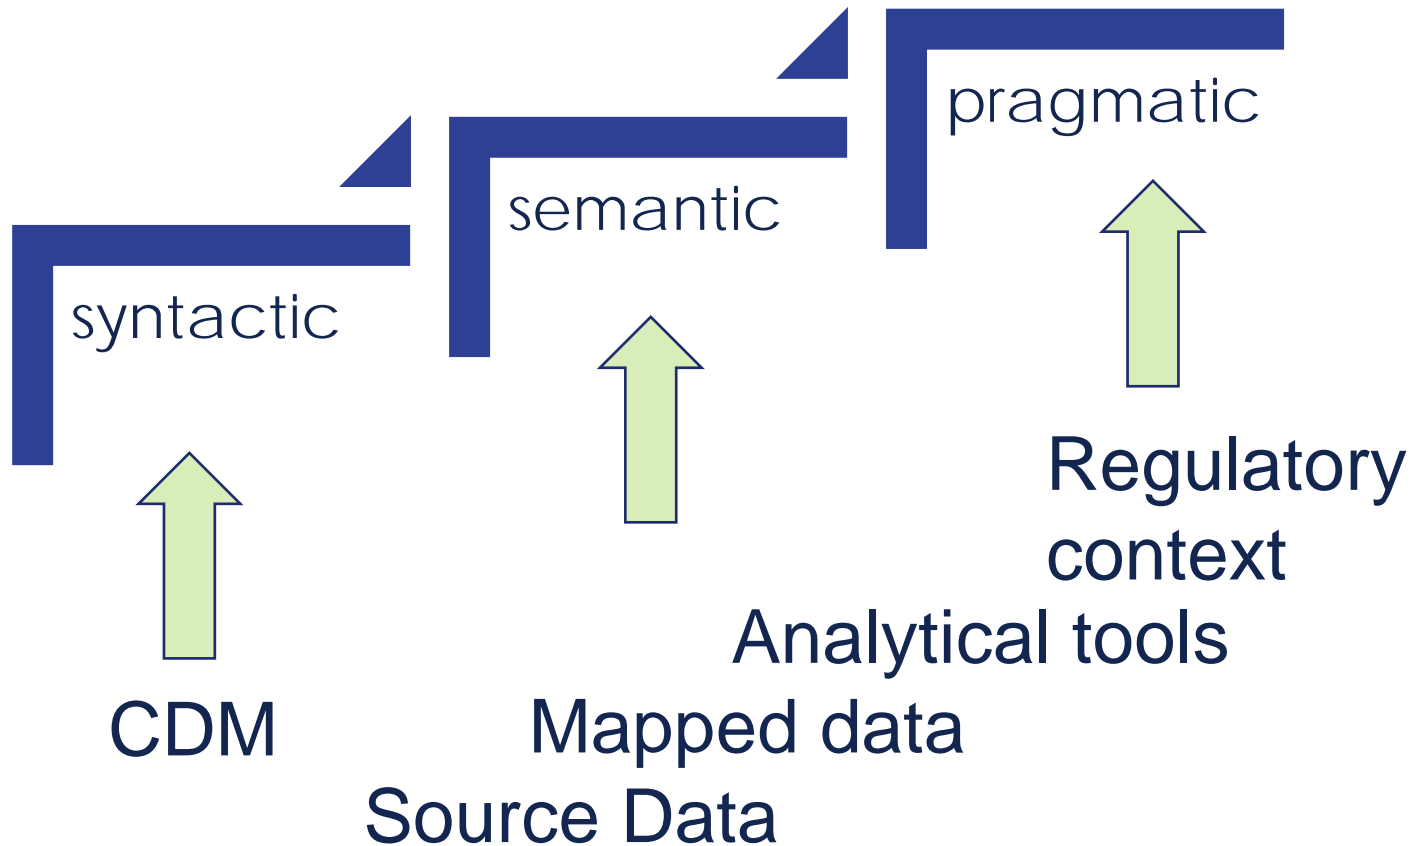 pragmatic
semantic
syntactic
Regulatory
context
Analytical tools
CDM
Mapped data
Source Data